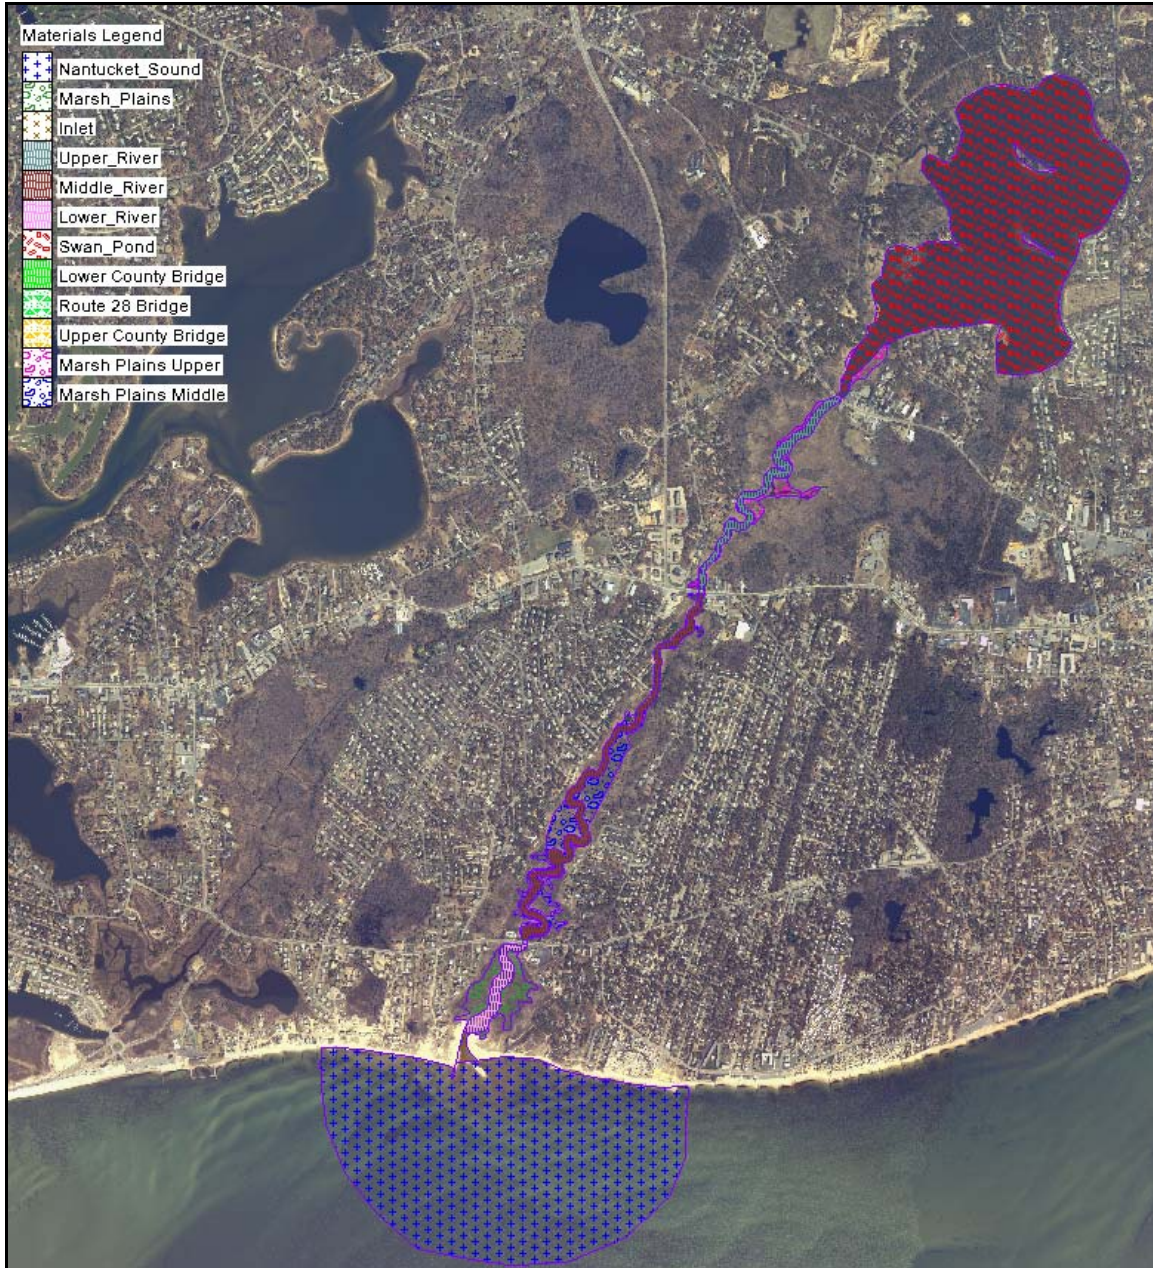 Materials Legend
Nantucket_Sound
Marsh_Plains
Inlet
Upper_River
Middle_River
Lower_River
Swan_Pond
Lower County Bridge
Route 28 Bridge
Upper County Bridge
Marsh Plains Upper
Marsh Plains Middle